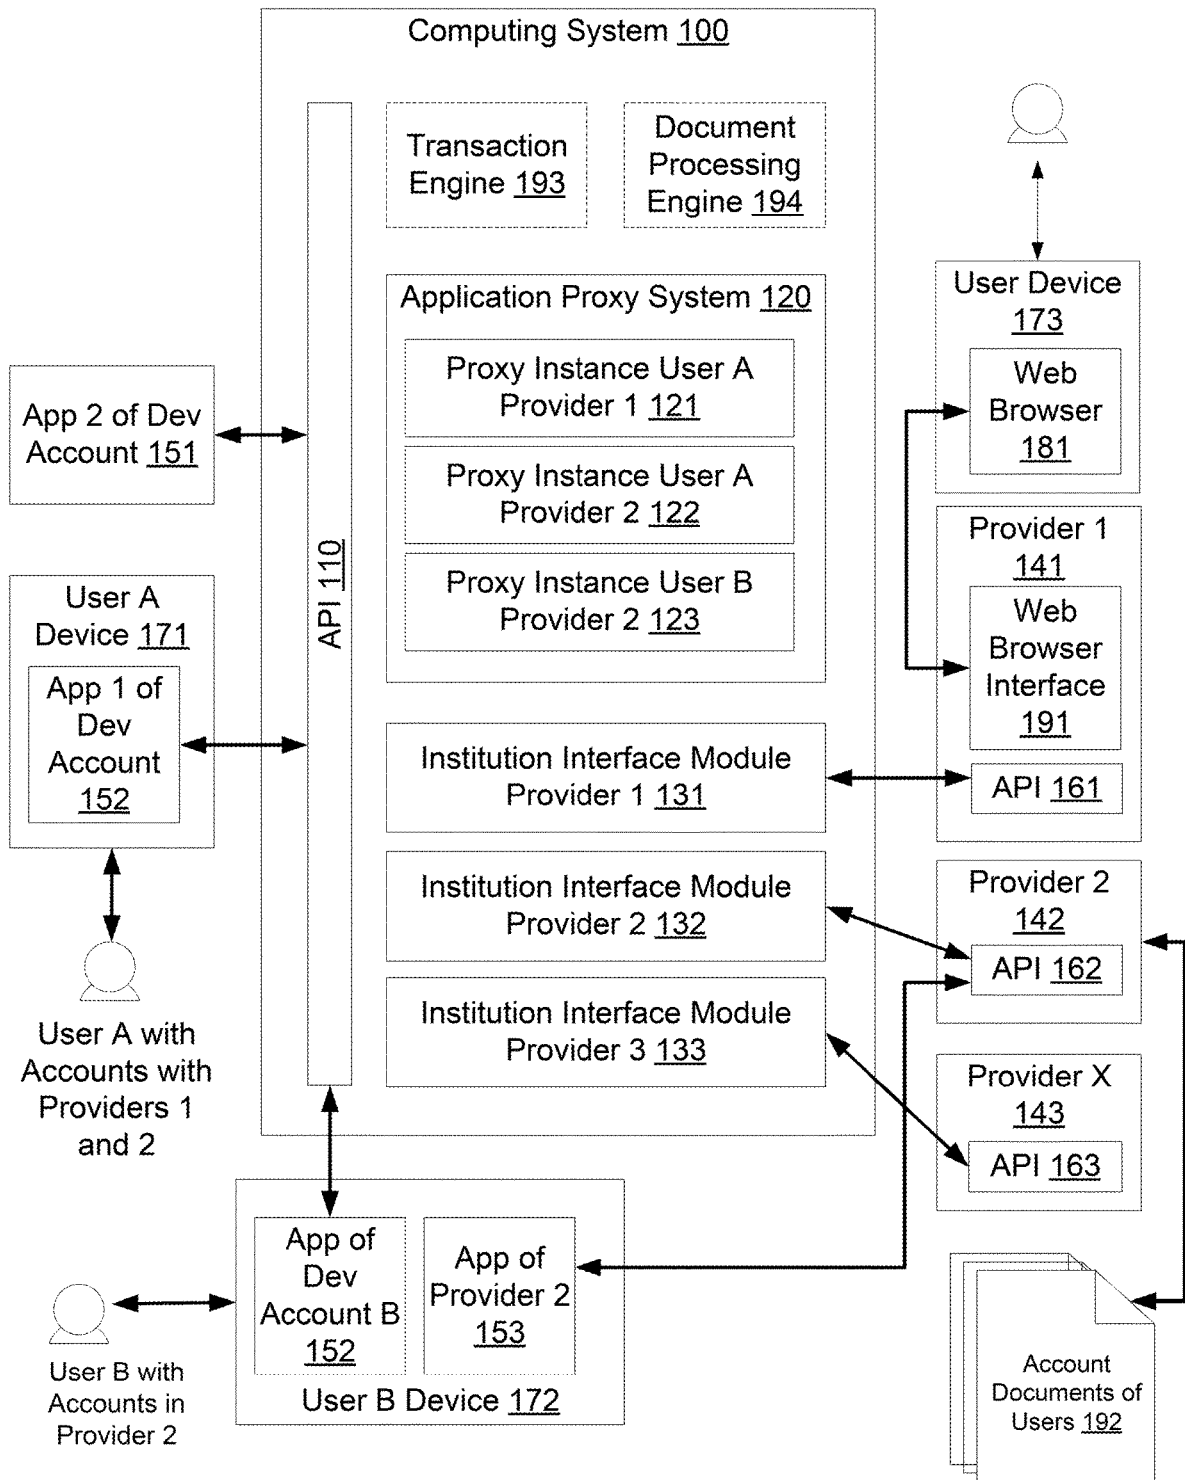 Computing System 100
Transaction
Engine 193
Document
Processing
Engine 194
Application Proxy System 120
Proxy Instance User A
Provider 1 121
Proxy Instance User A
Provider 2 122
Proxy Instance User B
Provider 2 123
API 110
Institution Interface Module
Provider 1 131
Institution Interface Module
Provider 2 132
Institution Interface Module
Provider 3 133
App 2 of Dev
Account 151
User A
Device 171
App 1 of
Dev
Account
152
User A with
Accounts with
Providers 1
and 2
User Device
173
Web
Browser
181
Provider 1
141
Web
Browser
Interface
191
API 161
Provider 2
142
API 162
Provider X
143
API 163
App of
Dev
Account B
152
App of
Provider 2
153
User B Device 172
User B with
Accounts in
Provider 2
Account
Documents of
Users 192